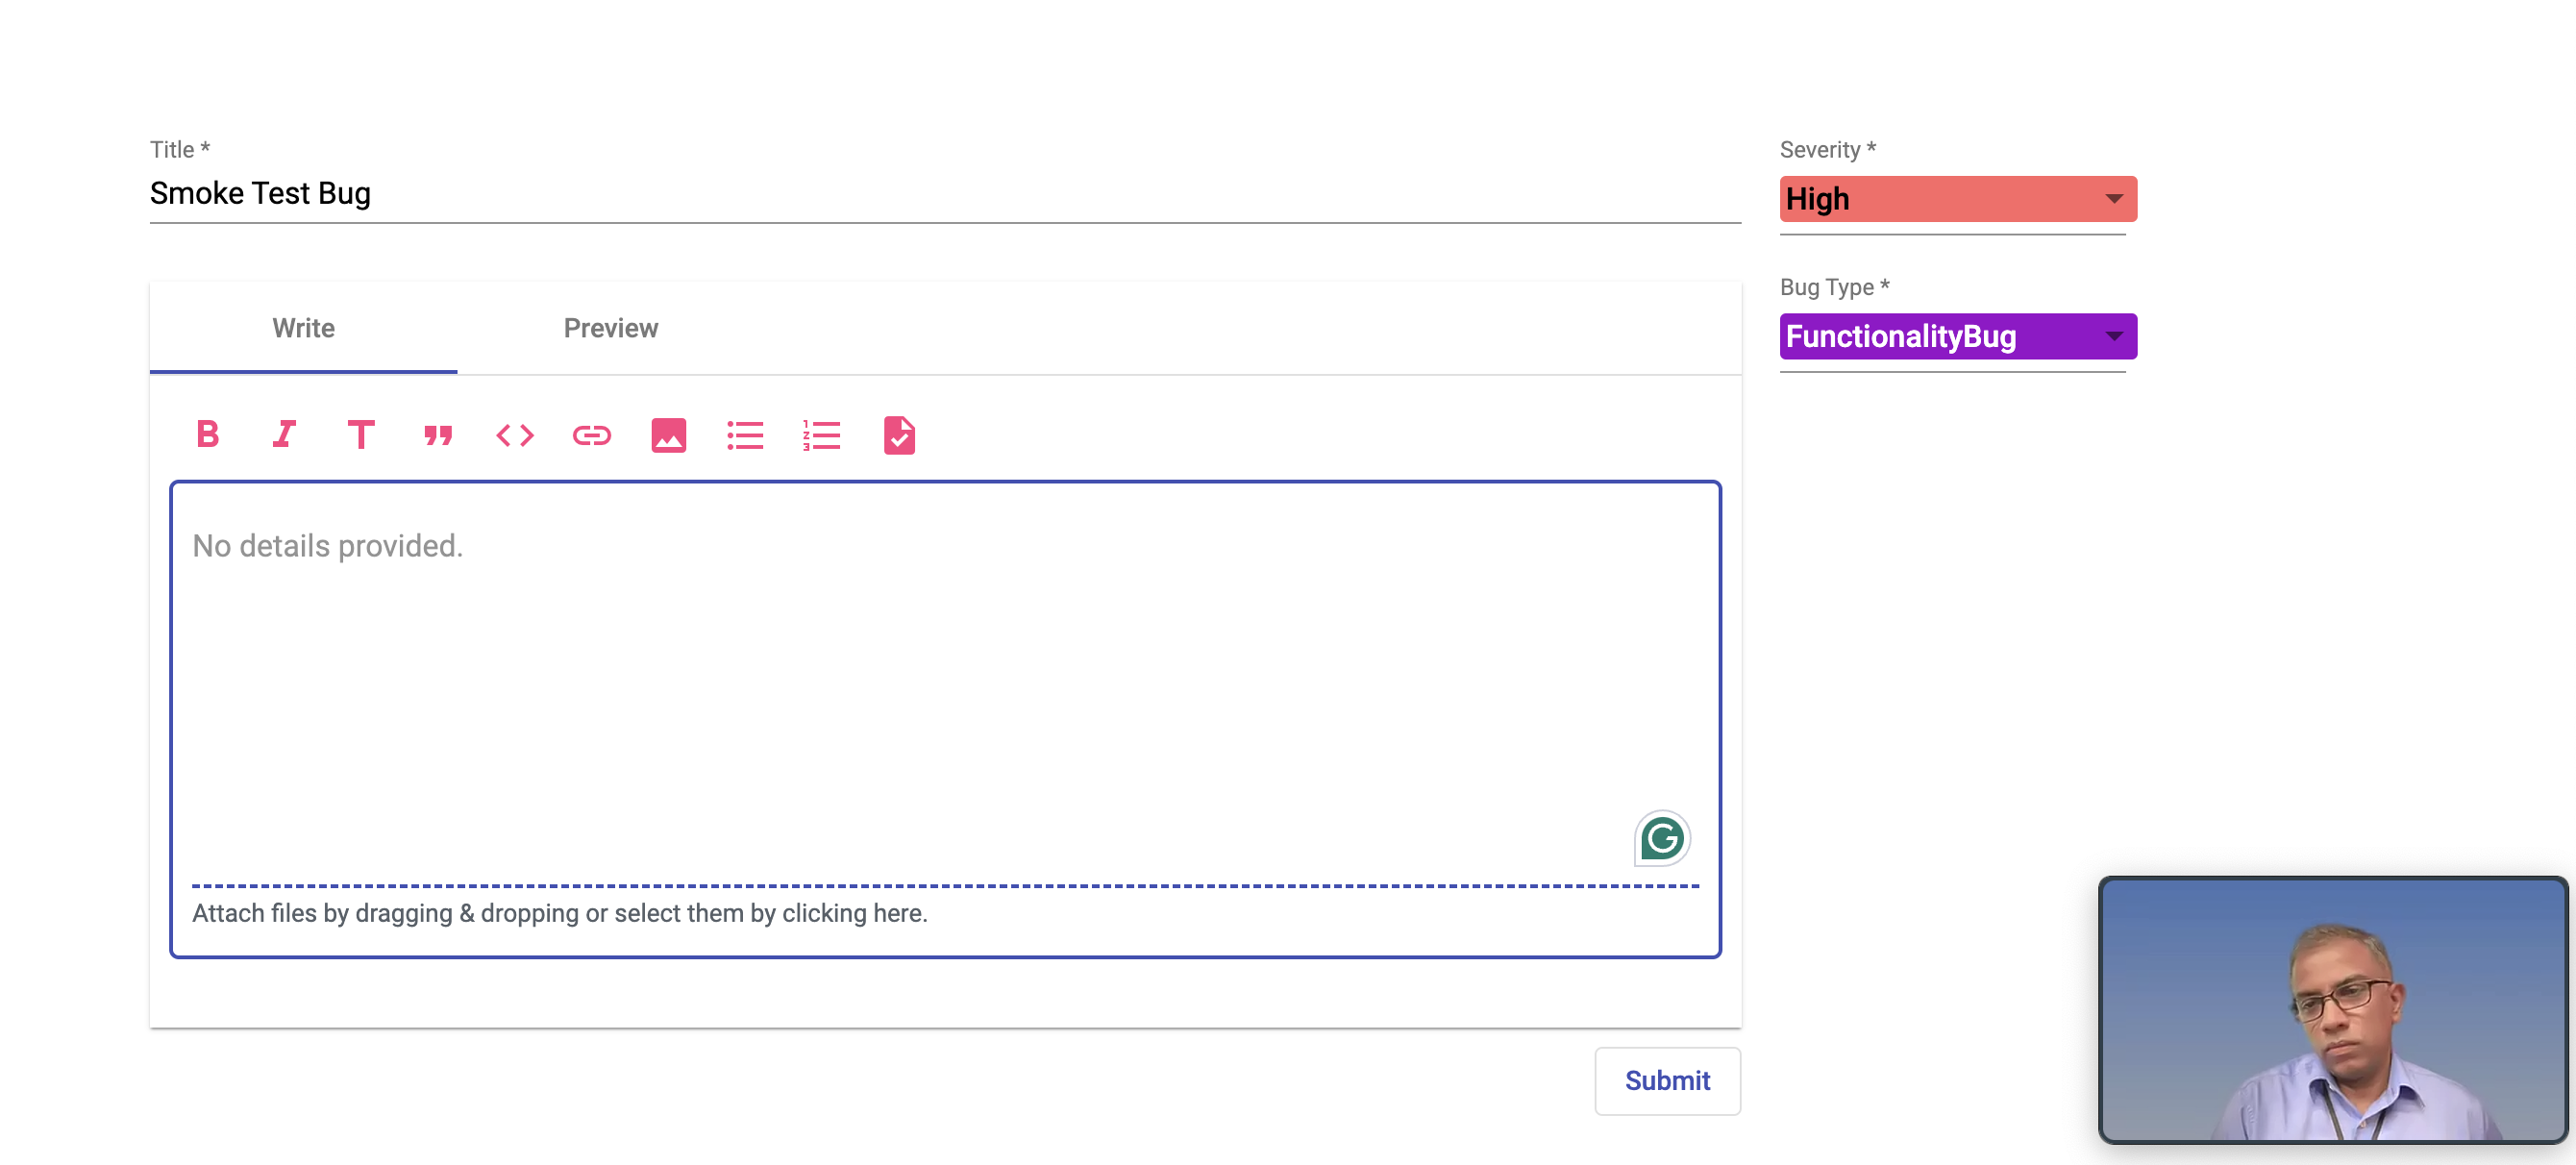 Title *
Smoke Test Bug
Severity *
High
Bug Type *
FunctionalityBug
Write
Preview
No details provided.
Attach files by dragging & dropping or select them by clicking here.
Submit